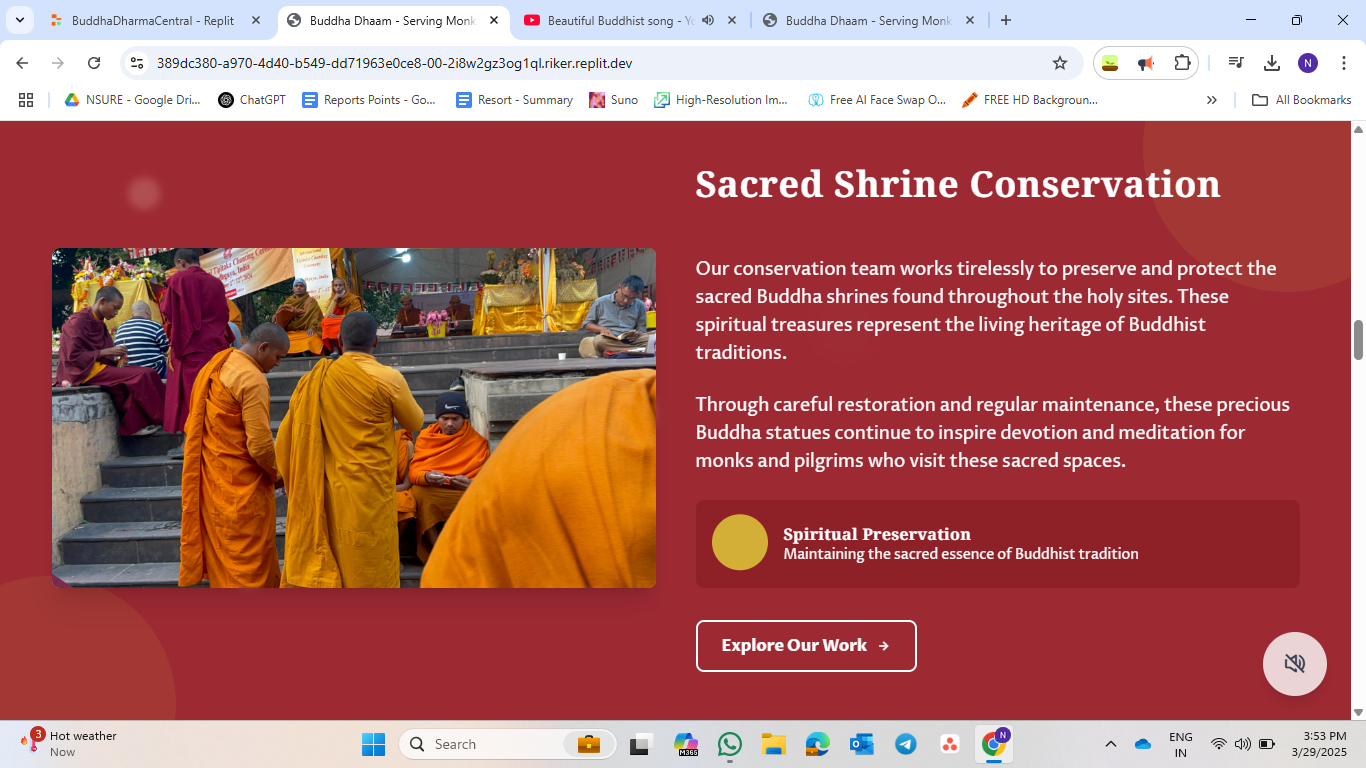 BuddhaDharmaCentral - Replit
Buddha Dhaam - Serving Monk
Beautiful Buddhist song - Yo
Buddha Dhaam - Serving Monk
389dc380-a970-4d40-b549-dd71963e0ce8-00-2i8w2gz3og1ql.riker.replit.dev
N
NSURE - Google Dri...
ChatGPT
Reports Points - Go...
Resort - Summary
Suno
High-Resolution Im...
Free AI Face Swap O...
FREE HD Backgroun...
All Bookmarks
Sacred Shrine Conservation
Our conservation team works tirelessly to preserve and protect the
sacred Buddha shrines found throughout the holy sites. These
spiritual treasures represent the living heritage of Buddhist
traditions.
Through careful restoration and regular maintenance, these precious
Buddha statues continue to inspire devotion and meditation for
monks and pilgrims who visit these sacred spaces.
Spiritual Preservation
Maintaining the sacred essence of Buddhist tradition
Explore Our Work →
3
Hot weather
Now
Search
M365
N
ENG
IN
3:53 PM
3/29/2025